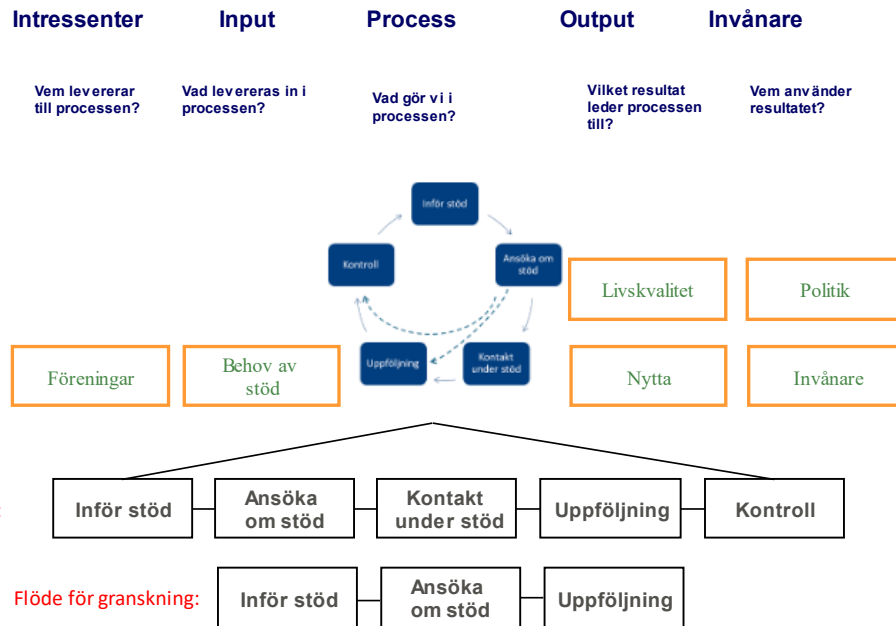 Intressenter
Input
Process
Output
Invånare
Vem levererar
till processen?
Vad levereras in i
processen?
Vad gör vi i
processen?
Vilket resultat
leder processen
till?
Vem använder
resultatet?
Inför stöd
Kontroll
Ansöka om
stöd
Uppföljning
Kontakt
under stöd
Livskvalitet
Politik
Föreningar
Behov av
stöd
Nytta
Invånare
Inför stöd
Ansöka
om stöd
Kontakt
under stöd
Uppföljning
Kontroll
Flöde för granskning:
Inför stöd
Ansöka
om stöd
Uppföljning